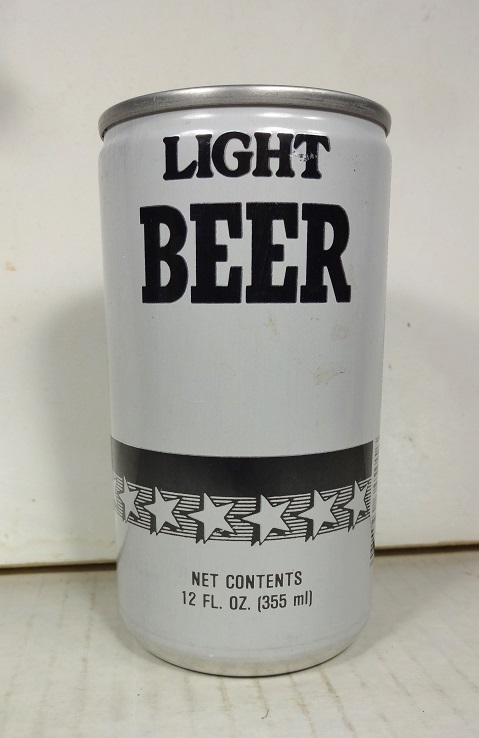 LIGHT
BEER
NET CONTENTS
12 FL. OZ. (355 ml)